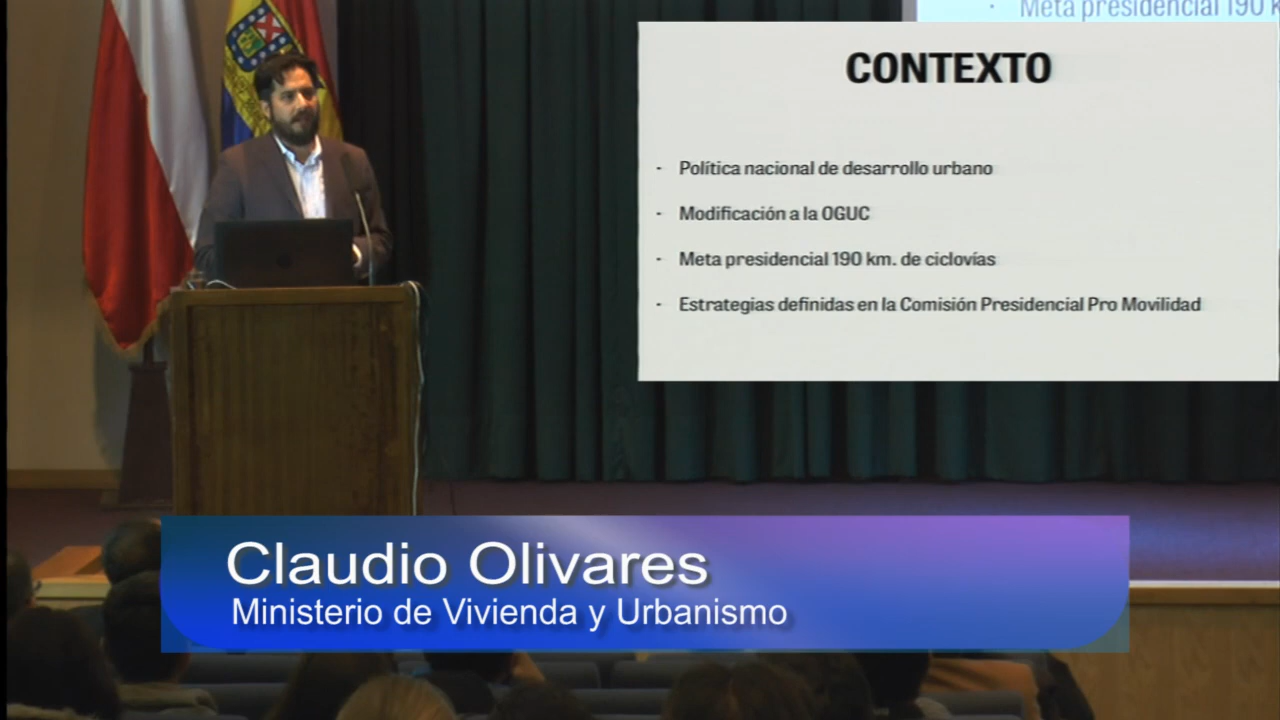 · Meta presidencial 190 k
CONTEXTO
- Política nacional de desarrollo urbano
- Modificación a la OGUC
- Meta presidencial 190 km. de ciclovías
- Estrategias definidas en la Comisión Presidencial Pro Movilidad
Claudio Olivares
Ministerio de Vivienda y Urbanismo